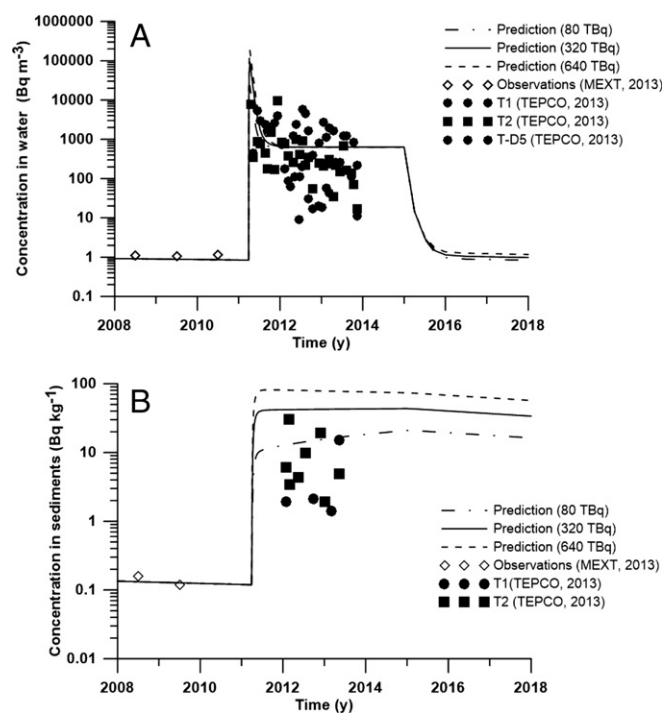 A
Concentration in water (Bq m-3)
1000000
100000
10000
1000
100
10
1
0.1
2008 2010 2012 2014 2016 2018
Time (y)
Prediction (80 TBq)
Prediction (320 TBq)
Prediction (640 TBq)
Observations (MEXT, 2013)
T1 (TEPCO, 2013)
T2 (TEPCO, 2013)
T-D5 (TEPCO, 2013)
B
Concentration in sediments (Bq kg-1)
100
10
1
0.1
0.01
2008 2010 2012 2014 2016 2018
Time (y)
Prediction (80 TBq)
Prediction (320 TBq)
Prediction (640 TBq)
Observations (MEXT, 2013)
T1(TEPCO, 2013)
T2 (TEPCO, 2013)